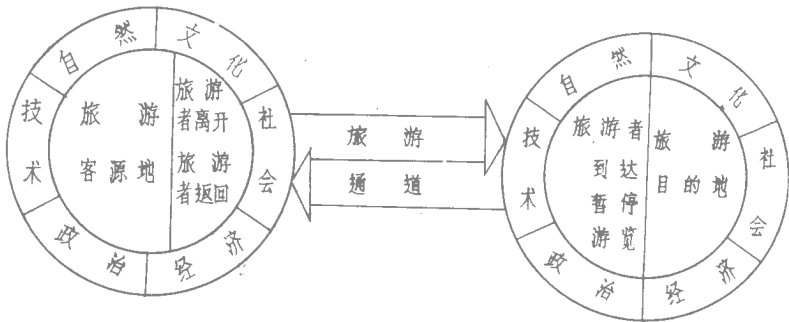 自然
文化
社会
经济
政治
技术
旅游
客源地
旅游
者离开
旅游
者返回
旅游
通道
自然
文化
社会
经济
政治
技术
旅游者
到达
暂停
游览
旅游
目的地